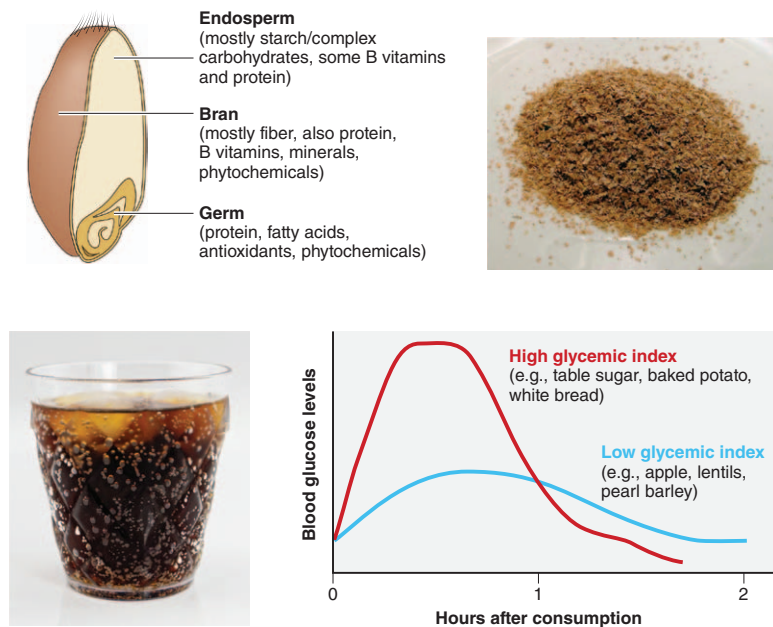 Endosperm
(mostly starch/complex
carbohydrates, some B vitamins
and protein)
Bran
(mostly fiber, also protein,
B vitamins, minerals,
phytochemicals)
Germ
(protein, fatty acids,
antioxidants, phytochemicals)
Blood glucose levels
High glycemic index
(e.g., table sugar, baked potato,
white bread)
Low glycemic index
(e.g., apple, lentils,
pearl barley)
0
1
2
Hours after consumption